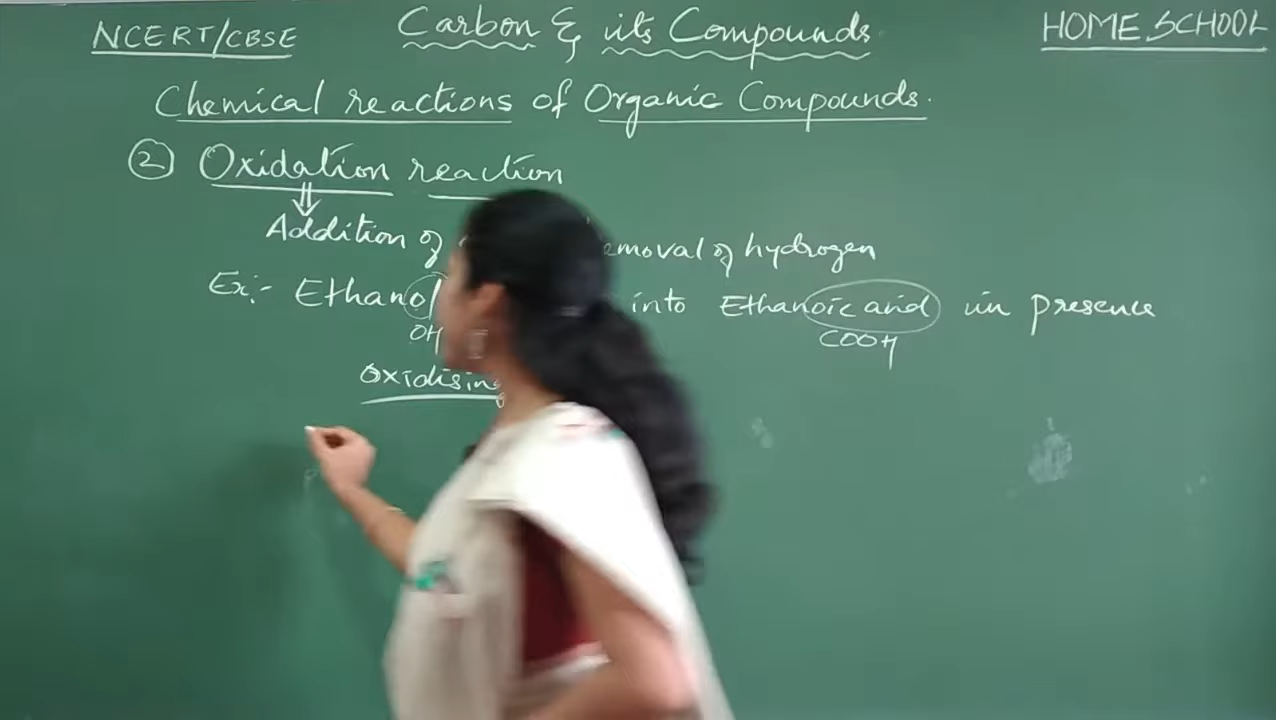 NCERT/CBSE
Carbon & its Compounds
HOME SCHOOL
Chemical reactions of Organic Compounds.
② Oxidation reaction
⇓
Addition of emoval of hydrogen
Ex:- Ethanol into Ethanoic acid in presence
OH COOH
Oxidising